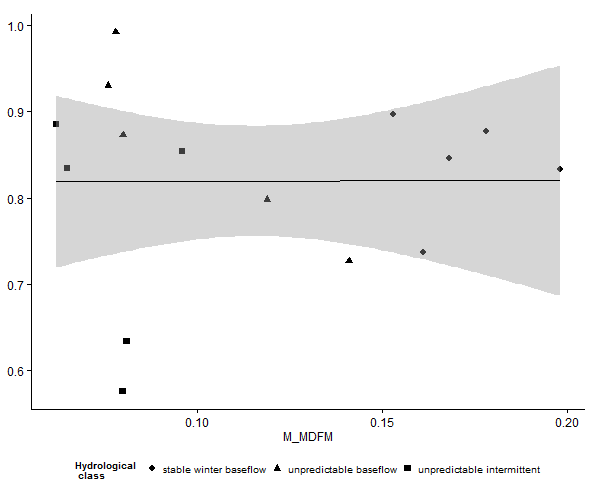 1.0
0.9
0.8
0.7
0.6
0.10 0.15 0.20
M_MDFM
Hydrological
class
stable winter baseflow unpredictable baseflow unpredictable intermittent